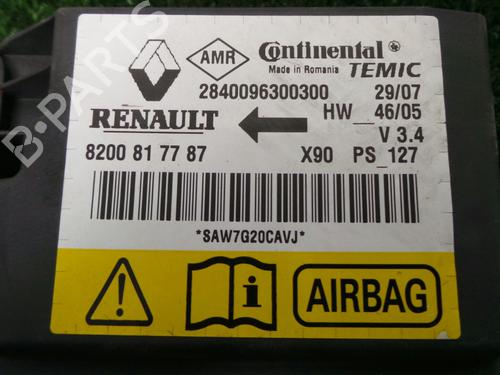 AMR Continental
Made in Romania TEMIC
2840096300300 29/07
RENAULT HW_46/05
V 3.4
8200 81 77 87 X90 PS_127
*SAW7G20CAVJ*
i AIRBAG
B-PARTS